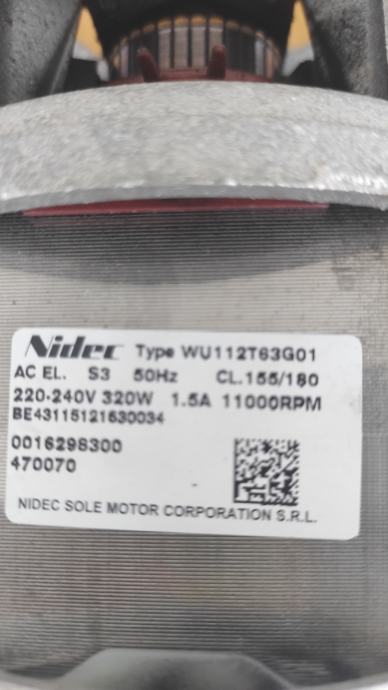 Nidec Type WU112T63G01
AC EL. S3 50Hz CL.155/180
220-240V 320W 1.5A 11000RPM
BE43115121630034
0016298300
470070
NIDEC SOLE MOTOR CORPORATION S.R.L.